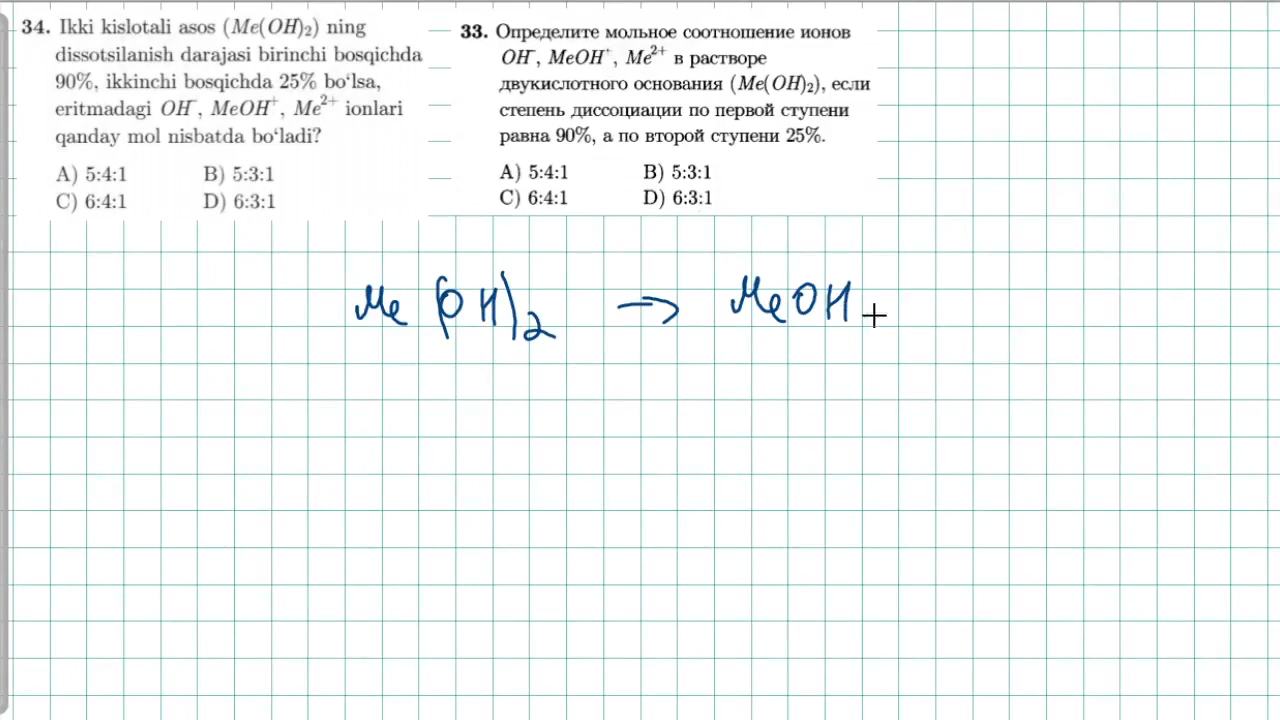 34. Ikki kislotali asos (Me(OH)₂) ning
dissotsilanish darajasi birinchi bosqichda
90%, ikkinchi bosqichda 25% bo‘lsa,
eritmadagi OH⁻, MeOH⁺, Me²⁺ ionlari
qanday mol nisbatda bo‘ladi?
A) 5:4:1 B) 5:3:1
C) 6:4:1 D) 6:3:1
33. Определите мольное соотношение ионов
OH⁻, MeOH⁺, Me²⁺ в растворе
двукислотного основания (Me(OH)₂), если
степень диссоциации по первой ступени
равна 90%, а по второй ступени 25%.
A) 5:4:1 B) 5:3:1
C) 6:4:1 D) 6:3:1
Me(OH)₂ → MeOH